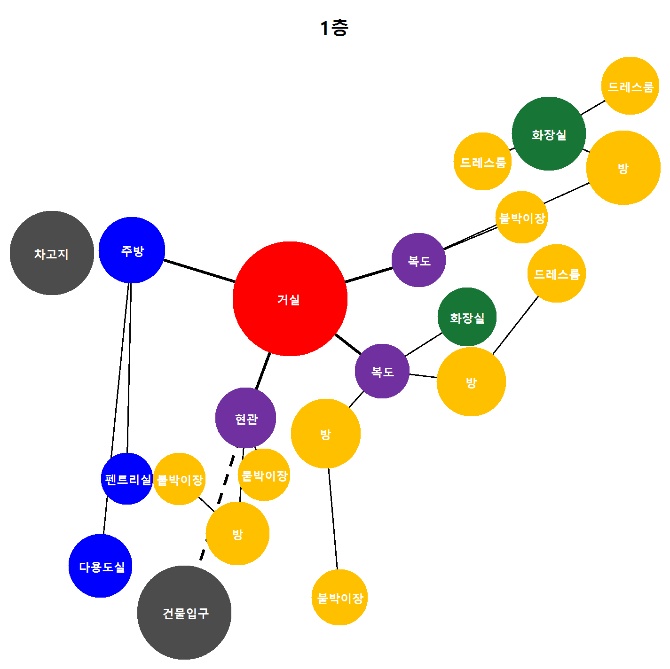 1층
드레스룸
화장실
드레스룸
방
붙박이장
차고지
주방
복도
드레스룸
거실
화장실
복도
방
현관
방
펜트리실
붙박이장
붙박이장
방
다용도실
건물입구
붙박이장